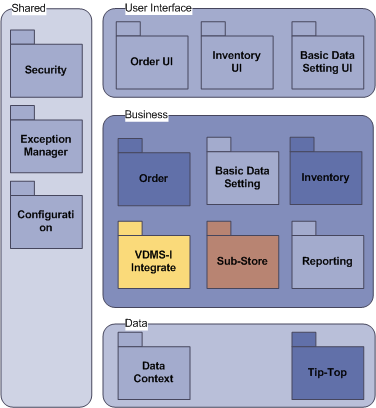 Shared
Security
Exception
Manager
Configurati
on
User Interface
Order UI
Inventory
UI
Basic Data
Setting UI
Business
Order
Basic Data
Setting
Inventory
VDMS-I
Integrate
Sub-Store
Reporting
Data
Data
Context
Tip-Top